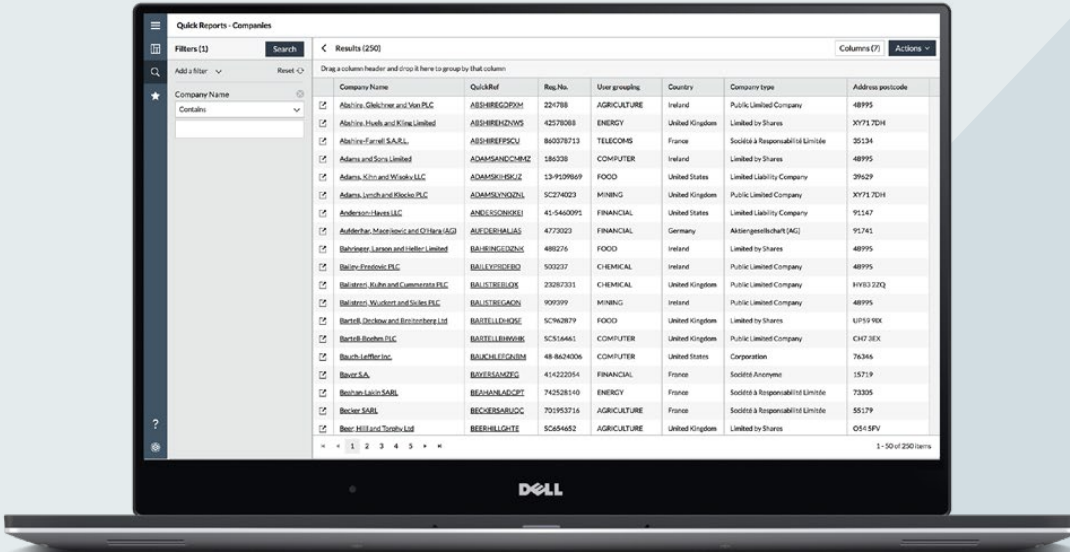 Quick Reports - Companies
Filters (1) Search
Add a filter Reset
Company Name
Contains
Results (250) Columns (7) Actions
Drag a column header and drop it here to group by that column
Company Name QuickRef Reg.No. User grouping Country Company type Address postcode
Abshire, Gleichner and Von PLC ABSHIREGOPXM 224788 AGRICULTURE Ireland Public Limited Company 48995
Abshire, Huels and Kling Limited ABSHIREHZNWS 42578088 ENERGY United Kingdom Limited by Shares XY71 7DH
Abshire-Farrell S.A.R.L. ABSHIREFPSCU 860378713 TELECOMS France Société à Responsabilité Limitée 35134
Adams and Sons Limited ADAMSANDCMMZ 186338 COMPUTER Ireland Limited by Shares 48995
Adams, Kihn and Wisoky LLC ADAMSKIHSKJZ 13-9109869 FOOD United States Limited Liability Company 39629
Adams, Lynch and Klocko PLC ADAMSLYNQZNL SC274023 MINING United Kingdom Public Limited Company XY71 7DH
Anderson-Hayes LLC ANDERSONKKEI 41-5460091 FINANCIAL United States Limited Liability Company 91147
Aufderhar, Macejkovic and O'Hara (AG) AUFDERHALJAS 4773023 FINANCIAL Germany Aktiengesellschaft (AG) 91741
Bahringer, Larson and Heller Limited BAHRINGEDZNK 488276 FOOD Ireland Limited by Shares 48995
Bailey-Predovic PLC BAILEYPRDFBO 503237 CHEMICAL Ireland Public Limited Company 48995
Balistreri, Kuhn and Cummerata PLC BALISTREBLQX 23287331 CHEMICAL United Kingdom Public Limited Company HY83 2ZQ
Balistreri, Wuckert and Skiles PLC BALISTREGAON 909399 MINING Ireland Public Limited Company 48995
Bartell, Deckow and Breitenberg Ltd BARTELLDHQSF SC962879 FOOD United Kingdom Limited by Shares UP59 9IX
Bartell-Boehm PLC BARTELLBHWHK SC516461 COMPUTER United Kingdom Public Limited Company CH7 3EX
Bauch-Leffler Inc. BAUCHLEFGNBM 48-8624006 COMPUTER United States Corporation 76346
Bayer S.A. BAYERSAMZFG 414222054 FINANCIAL France Société Anonyme 15719
Beahan-Lakin SARL BEAHANLADCPT 742528140 ENERGY France Société à Responsabilité Limitée 73305
Becker SARL BECKERSARUQC 701953716 AGRICULTURE France Société à Responsabilité Limitée 55179
Beer, Hill and Torphy Ltd BEERHILLGHTE SC654652 AGRICULTURE United Kingdom Limited by Shares O54 5FV
1 2 3 4 5 1 - 50 of 250 items
?
DELL